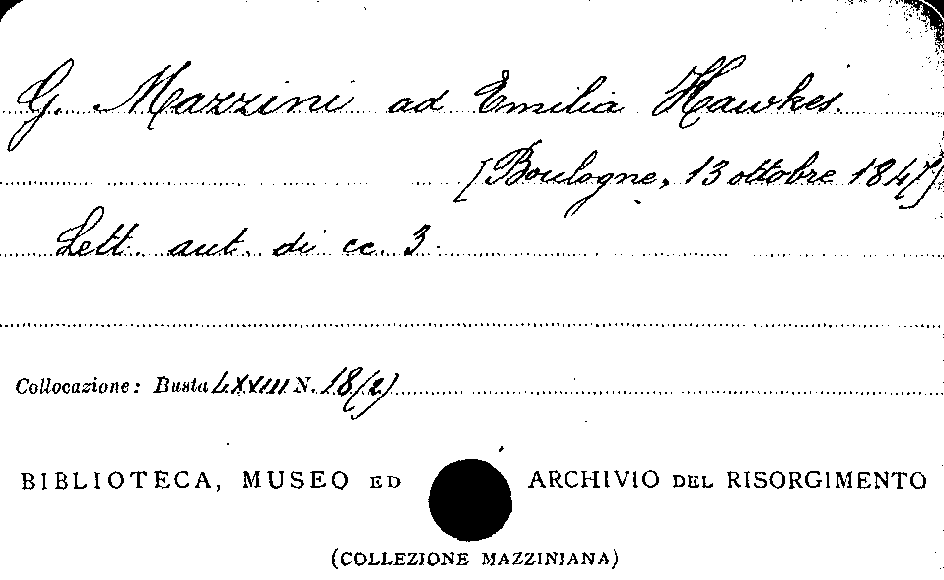 G. Mazzini ad Emilia Hawkes.
[Boulogne, 13 ottobre 1847]
Lett. aut. di cc. 3.
Collocazione: Busta LXXIII N. 18(2)
BIBLIOTECA, MUSEO ED ARCHIVIO DEL RISORGIMENTO
(COLLEZIONE MAZZINIANA)